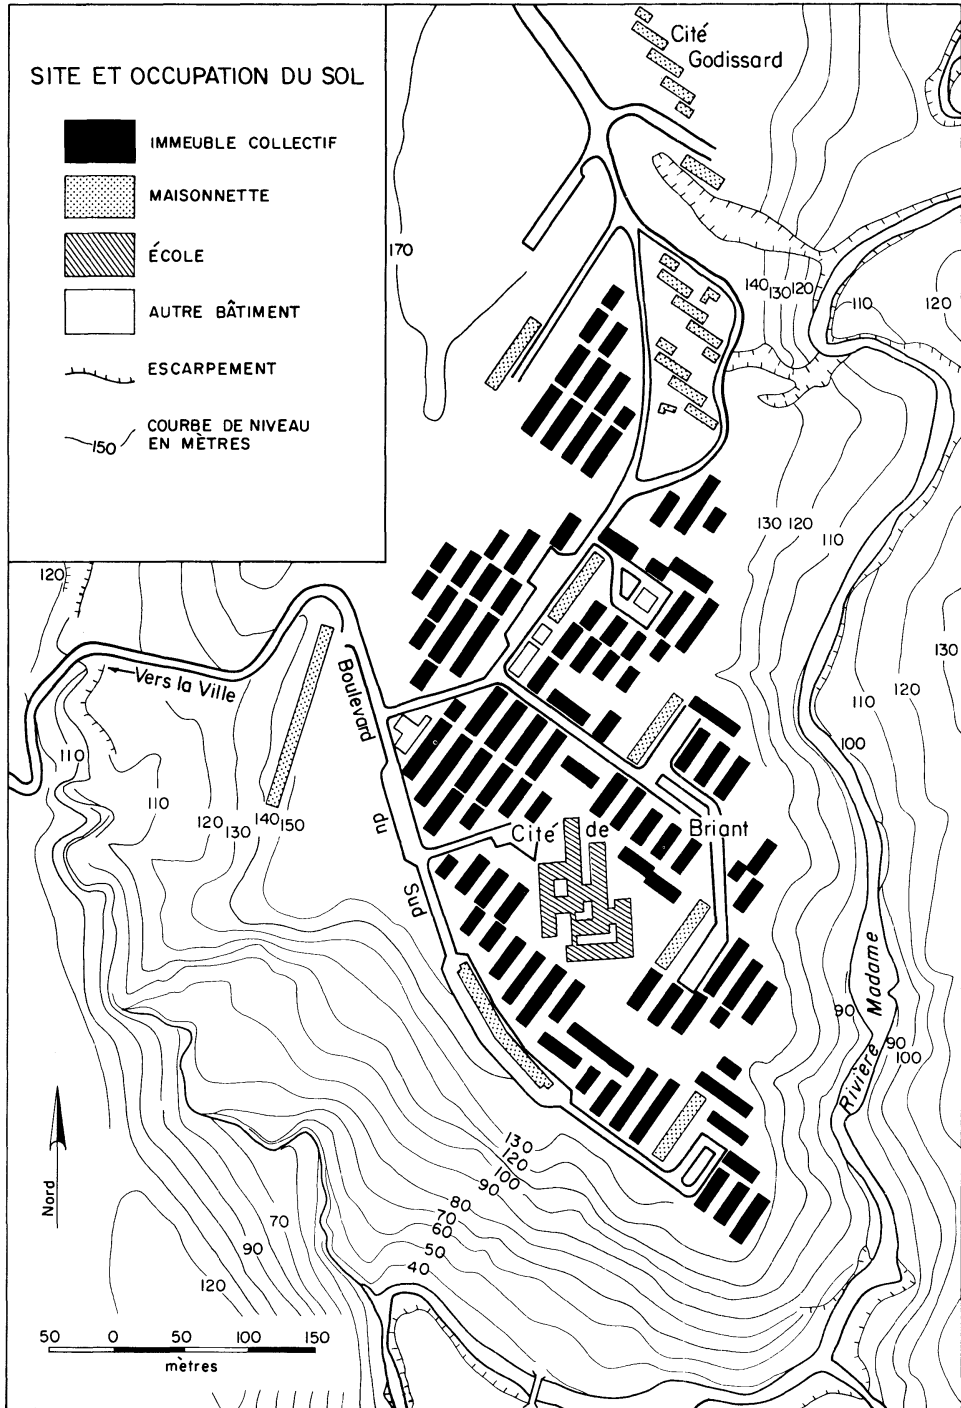 SITE ET OCCUPATION DU SOL
IMMEUBLE COLLECTIF
MAISONNETTE
ÉCOLE
AUTRE BÂTIMENT
ESCARPEMENT
150
COURBE DE NIVEAU
EN MÈTRES
Cité
Godissard
170
140
130
120
110
120
130
120
110
120
130
120
110
100
Vers la Ville
Boulevard
du
Sud
110
110
120
130
140
150
Cité de Briant
Rivière Madame
90
90
100
130
120
100
90
80
70
60
50
40
70
90
120
Nord
50 0 50 100 150
mètres